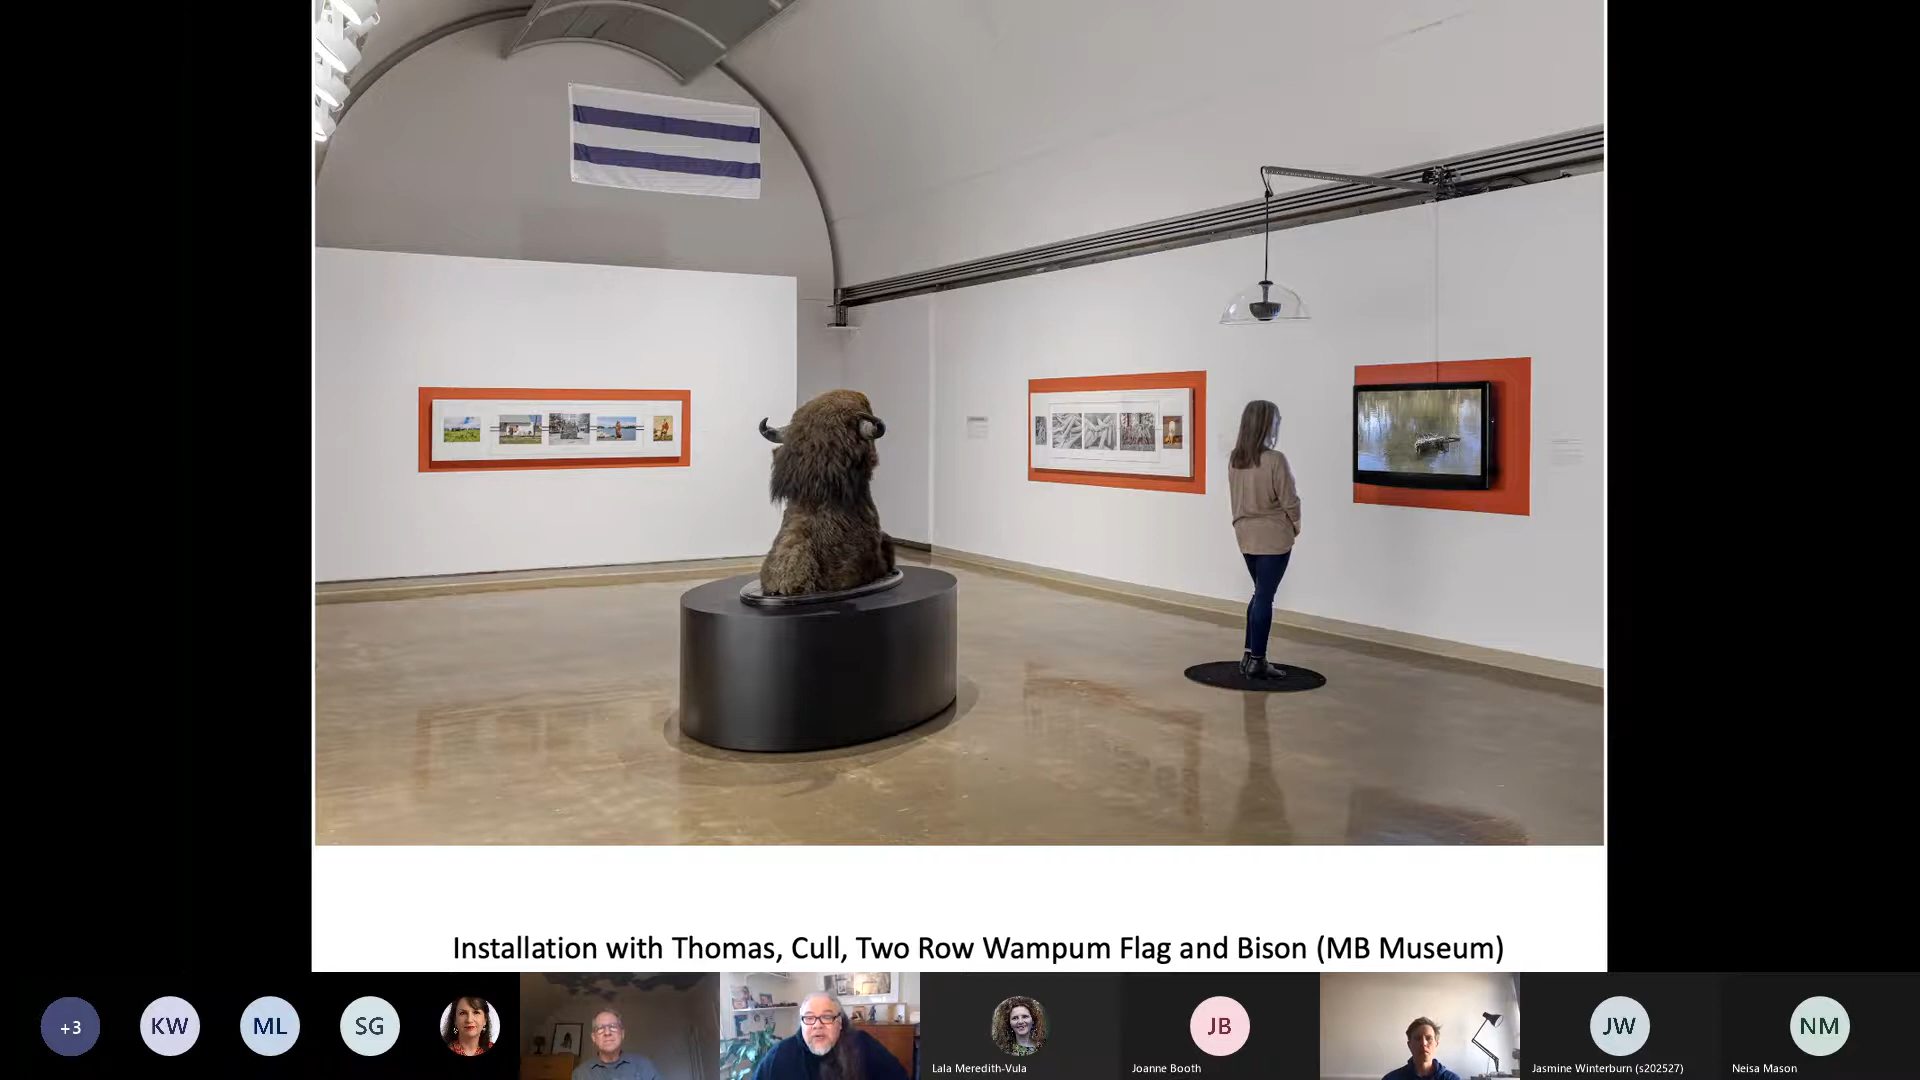 Installation with Thomas, Cull, Two Row Wampum Flag and Bison (MB Museum)
+3
KW
ML
SG
Lala Meredith-Vula
JB
Joanne Booth
JW
Jasmine Winterburn (s202527)
NM
Neisa Mason